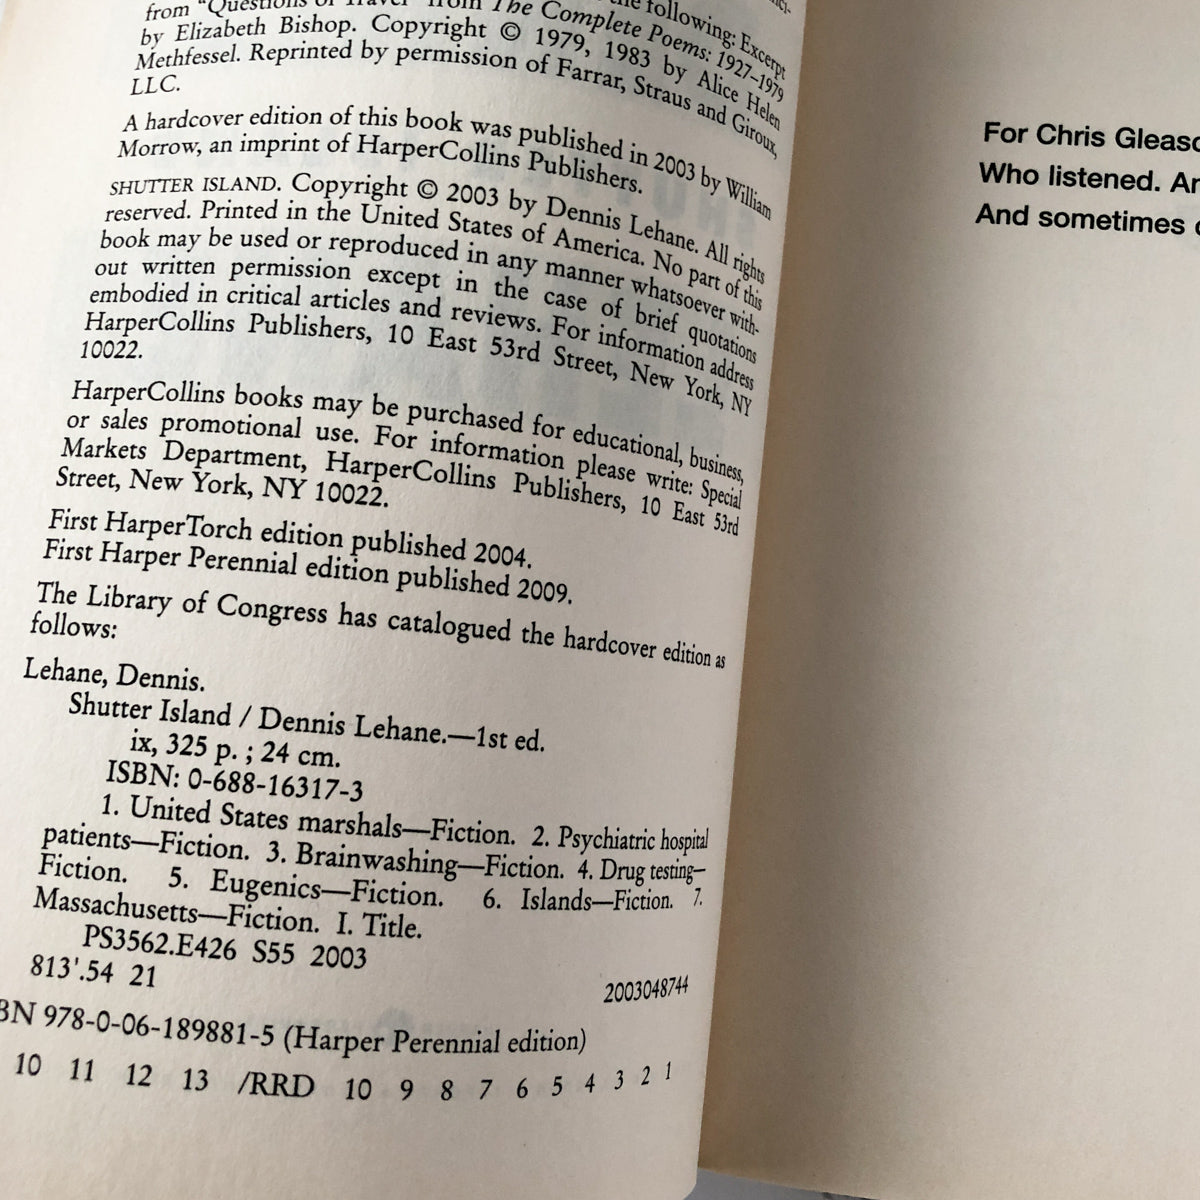 the following: Excerpt
from "Questions of Travel" from The Complete Poems: 1927–1979
by Elizabeth Bishop. Copyright © 1979, 1983 by Alice Helen
Methfessel. Reprinted by permission of Farrar, Straus and Giroux,
LLC.
A hardcover edition of this book was published in 2003 by William
Morrow, an imprint of HarperCollins Publishers.
SHUTTER ISLAND. Copyright © 2003 by Dennis Lehane. All rights
reserved. Printed in the United States of America. No part of this
book may be used or reproduced in any manner whatsoever with-
out written permission except in the case of brief quotations
embodied in critical articles and reviews. For information address
HarperCollins Publishers, 10 East 53rd Street, New York, NY
10022.
HarperCollins books may be purchased for educational, business,
or sales promotional use. For information please write: Special
Markets Department, HarperCollins Publishers, 10 East 53rd
Street, New York, NY 10022.
First HarperTorch edition published 2004.
First Harper Perennial edition published 2009.
The Library of Congress has catalogued the hardcover edition as
follows:
Lehane, Dennis.
Shutter Island / Dennis Lehane.—1st ed.
ix, 325 p. ; 24 cm.
ISBN: 0-688-16317-3
1. United States marshals—Fiction. 2. Psychiatric hospital
patients—Fiction. 3. Brainwashing—Fiction. 4. Drug testing—
Fiction. 5. Eugenics—Fiction. 6. Islands—Fiction. 7.
Massachusetts—Fiction. I. Title.
PS3562.E426 S55 2003
813'.54 21
2003048744
BN 978-0-06-189881-5 (Harper Perennial edition)
10 11 12 13 /RRD 10 9 8 7 6 5 4 3 2 1
For Chris Gleaso
Who listened. An
And sometimes